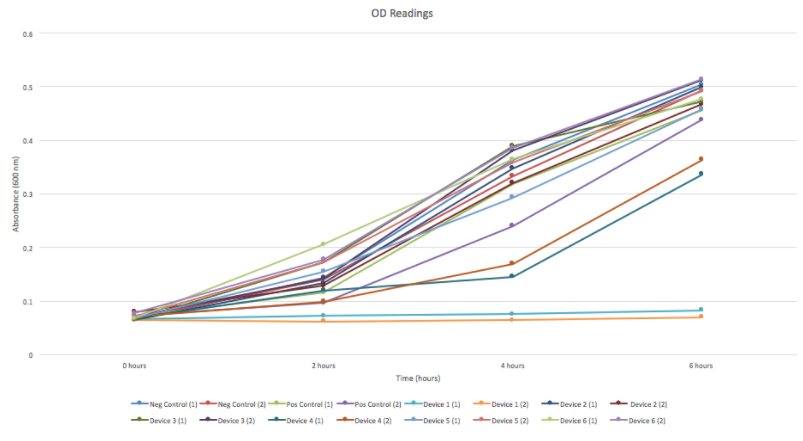 OD Readings
0.6
0.5
0.4
0.3
0.2
0.1
0
Absorbance (600 nm)
0 hours 2 hours 4 hours 6 hours
Time (hours)
Neg Control (1) Neg Control (2) Pos Control (1) Pos Control (2) Device 1 (1) Device 1 (2) Device 2 (1) Device 2 (2)
Device 3 (1) Device 3 (2) Device 4 (1) Device 4 (2) Device 5 (1) Device 5 (2) Device 6 (1) Device 6 (2)